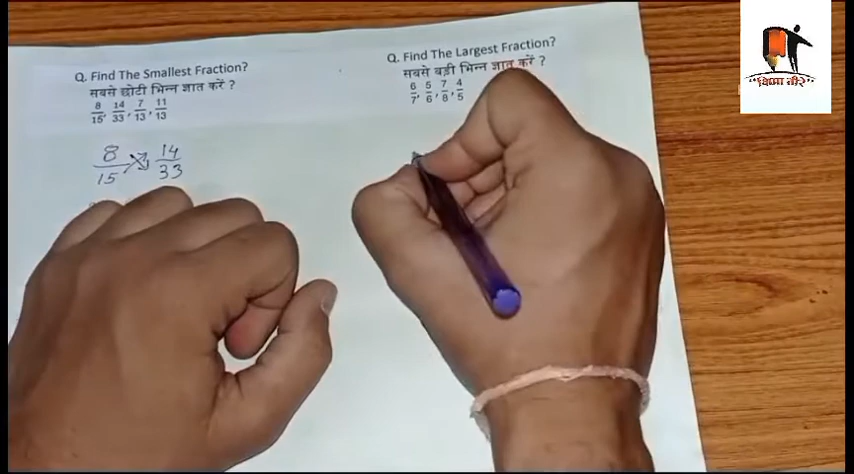 Q. Find The Smallest Fraction?
सबसे छोटी भिन्न ज्ञात करें ?
8/15, 14/33, 7/13, 11/13
8/15 14/33
Q. Find The Largest Fraction?
सबसे बड़ी भिन्न ज्ञात करें ?
6/7, 5/6, 7/8, 4/5